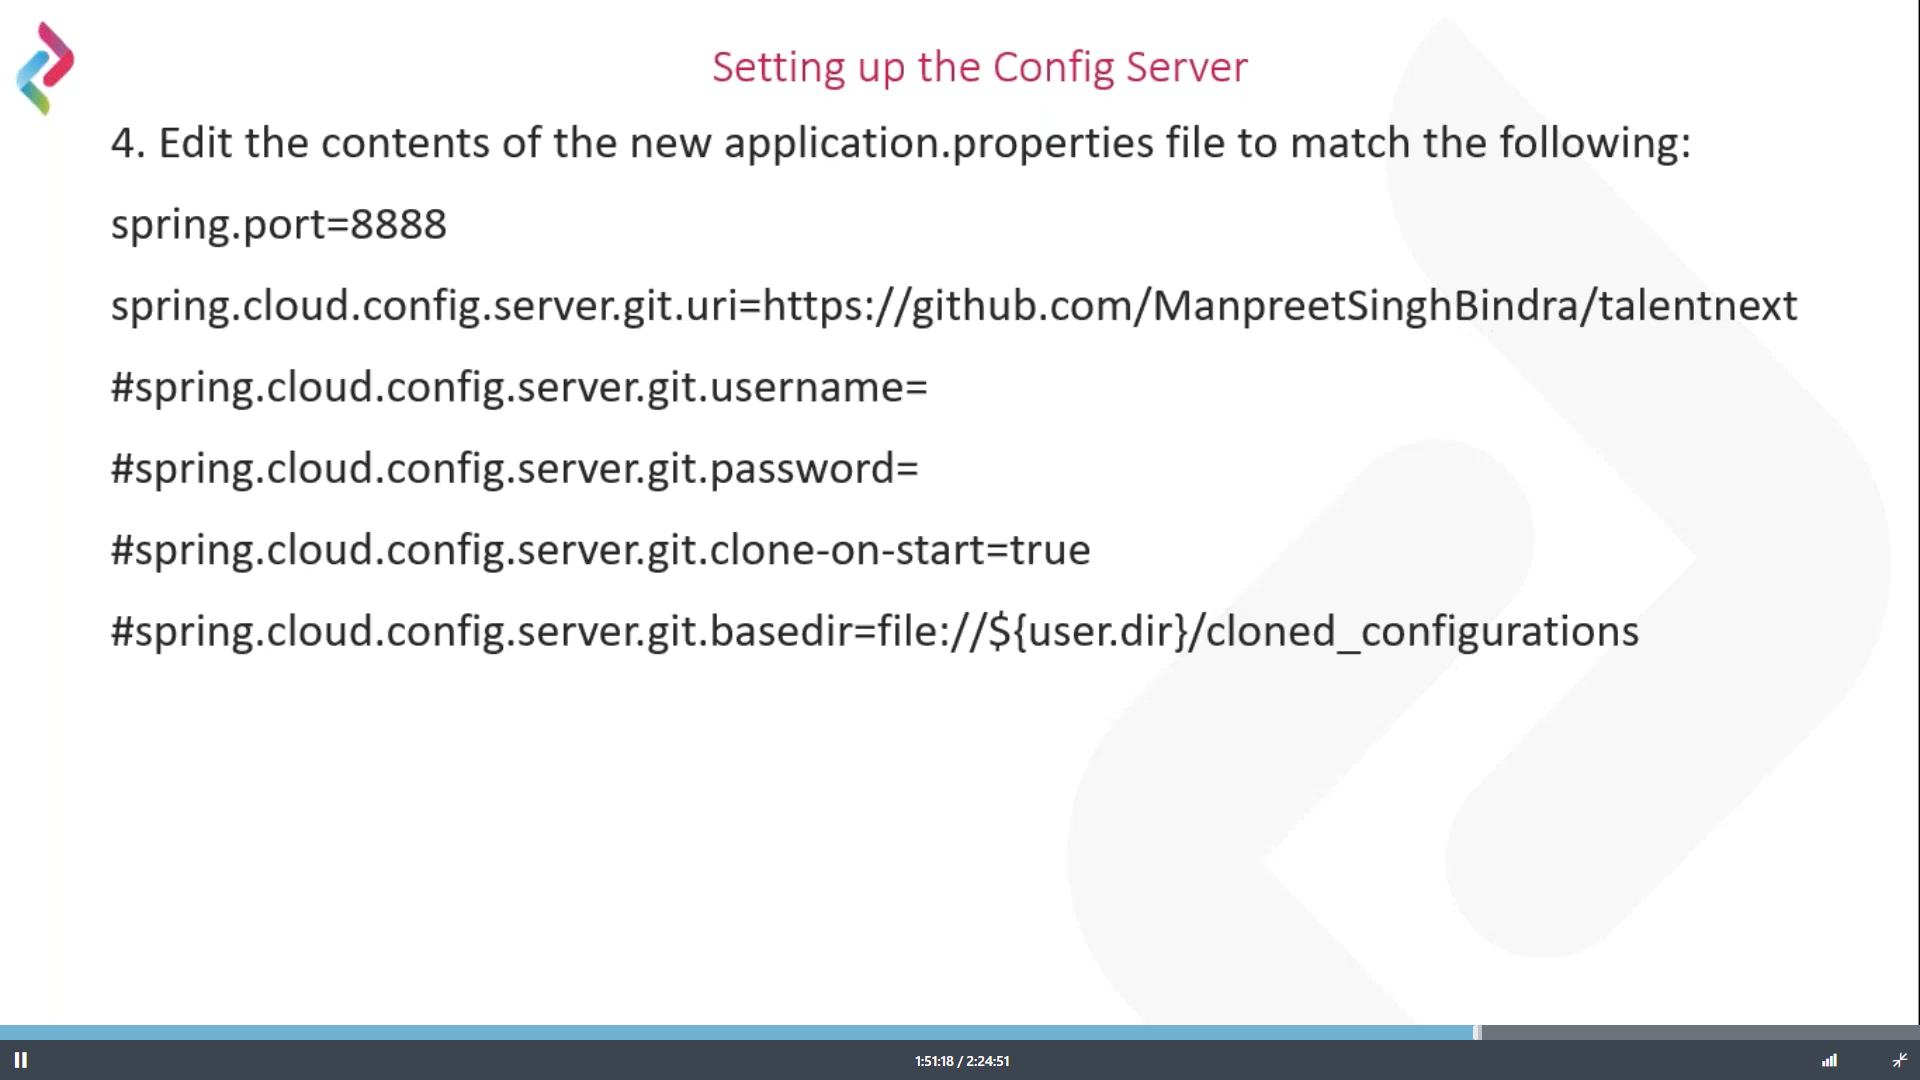 Setting up the Config Server
4. Edit the contents of the new application.properties file to match the following:
spring.port=8888
spring.cloud.config.server.git.uri=https://github.com/ManpreetSinghBindra/talentnext
#spring.cloud.config.server.git.username=
#spring.cloud.config.server.git.password=
#spring.cloud.config.server.git.clone-on-start=true
#spring.cloud.config.server.git.basedir=file://${user.dir}/cloned_configurations
1:51:18 / 2:24:51